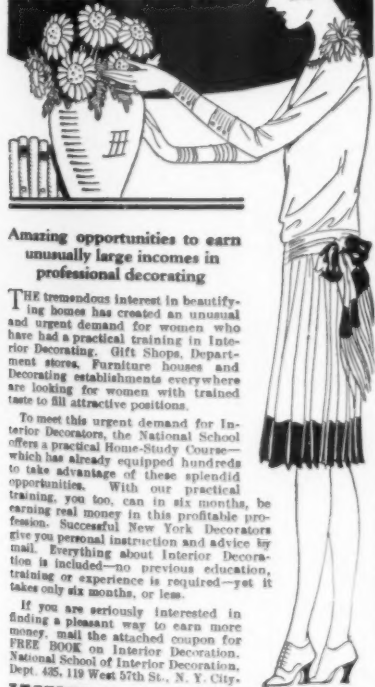 Amazing opportunities to earn
unusually large incomes in
professional decorating
THE tremendous interest in beautify-
ing homes has created an unusual
and urgent demand for women who
have had a practical training in Inte-
rior Decorating. Gift Shops, Depart-
ment stores, Furniture houses and
Decorating establishments everywhere
are looking for women with trained
taste to fill attractive positions.
To meet this urgent demand for In-
terior Decorators, the National School
offers a practical Home-Study Course—
which has already equipped hundreds
to take advantage of these splendid
opportunities. With our practical
training, you too, can in six months, be
earning real money in this profitable pro-
fession. Successful New York Decorators
give you personal instruction and advice by
mail. Everything about Interior Decora-
tion is included—no previous education,
training or experience is required—yet it
takes only six months, or less.
If you are seriously interested in
finding a pleasant way to earn more
money, mail the attached coupon for
FREE BOOK on Interior Decoration.
National School of Interior Decoration,
Dept. 435, 119 West 57th St., N. Y. City.